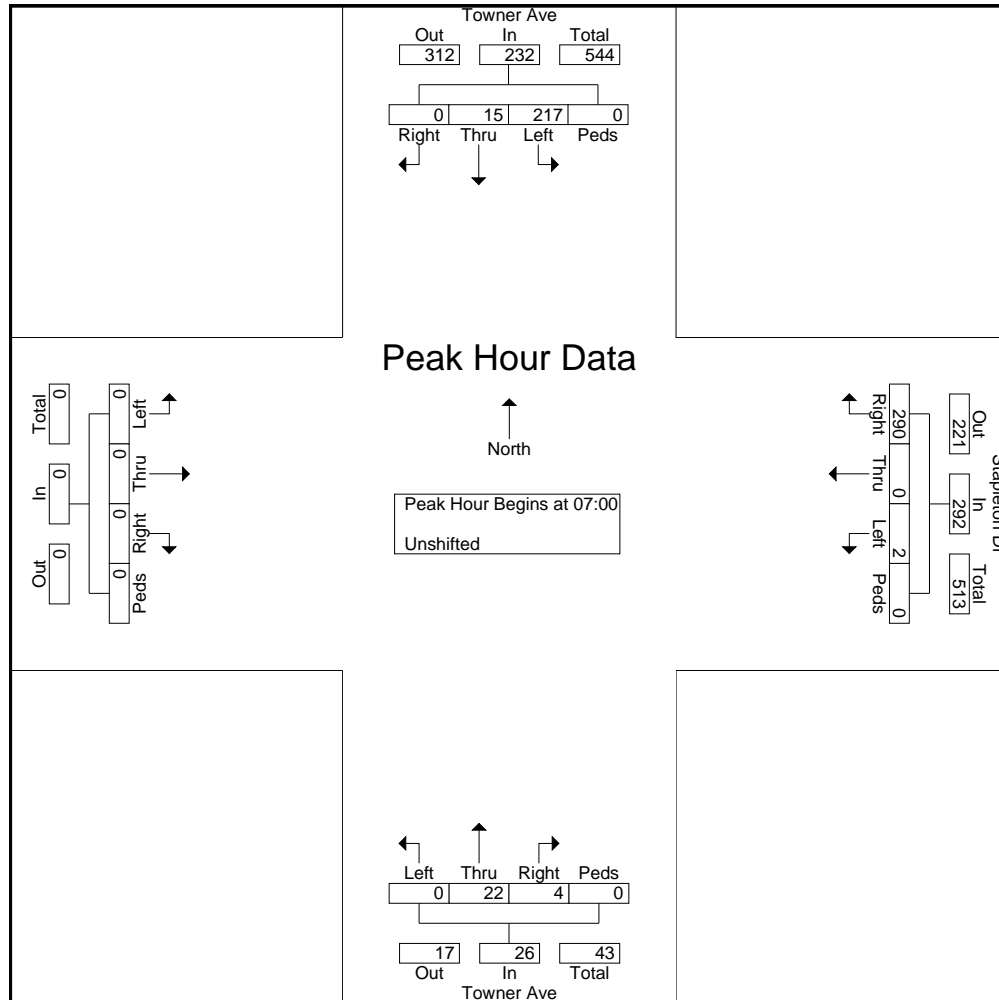 Towner Ave
Out In Total
312 232 544
0 15 217 0
Right Thru Left Peds
Peak Hour Data
North
Peak Hour Begins at 07:00
Unshifted
Total In Out
0 0 0
0 0 0 0
Left Thru Right Peds
Right Thru Left Peds
290 0 2 0
221 292 513
Out In Total
Stapleton Dr
Left Thru Right Peds
0 22 4 0
17 26 43
Out In Total
Towner Ave